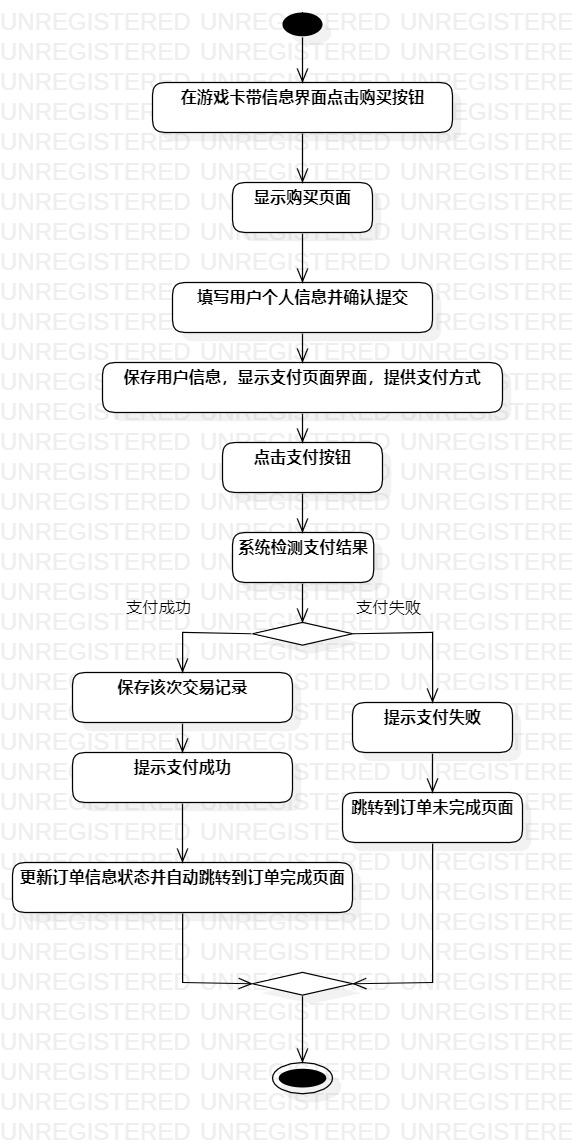 在游戏卡带信息界面点击购买按钮
显示购买页面
填写用户个人信息并确认提交
保存用户信息，显示支付页面界面，提供支付方式
点击支付按钮
系统检测支付结果
支付成功
支付失败
保存该次交易记录
提示支付失败
提示支付成功
跳转到订单未完成页面
更新订单信息状态并自动跳转到订单完成页面
UNREGISTERED